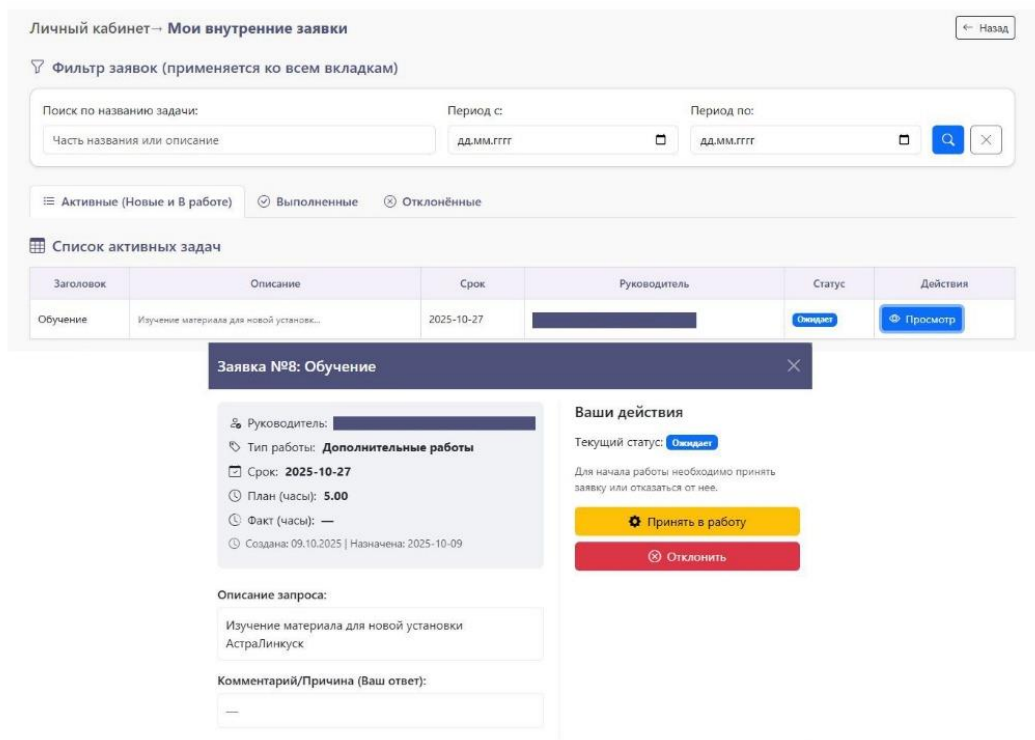 Личный кабинет→ Мои внутренние заявки
← Назад
Фильтр заявок (применяется ко всем вкладкам)
Поиск по названию задачи: Период с: Период по:
Часть названия или описание дд.мм.гггг дд.мм.гггг
Активные (Новые и В работе) Выполненные Отклонённые
Список активных задач
Заголовок Описание Срок Руководитель Статус Действия
Обучение Изучение материала для новой установк... 2025-10-27 Ожидает Просмотр
Заявка №8: Обучение
Руководитель:
Тип работы: Дополнительные работы
Срок: 2025-10-27
План (часы): 5.00
Факт (часы): —
Создана: 09.10.2025 | Назначена: 2025-10-09
Описание запроса:
Изучение материала для новой установки
АстраЛинкуск
Комментарий/Причина (Ваш ответ):
—
Ваши действия
Текущий статус: Ожидает
Для начала работы необходимо принять
заявку или отказаться от нее.
Принять в работу
Отклонить